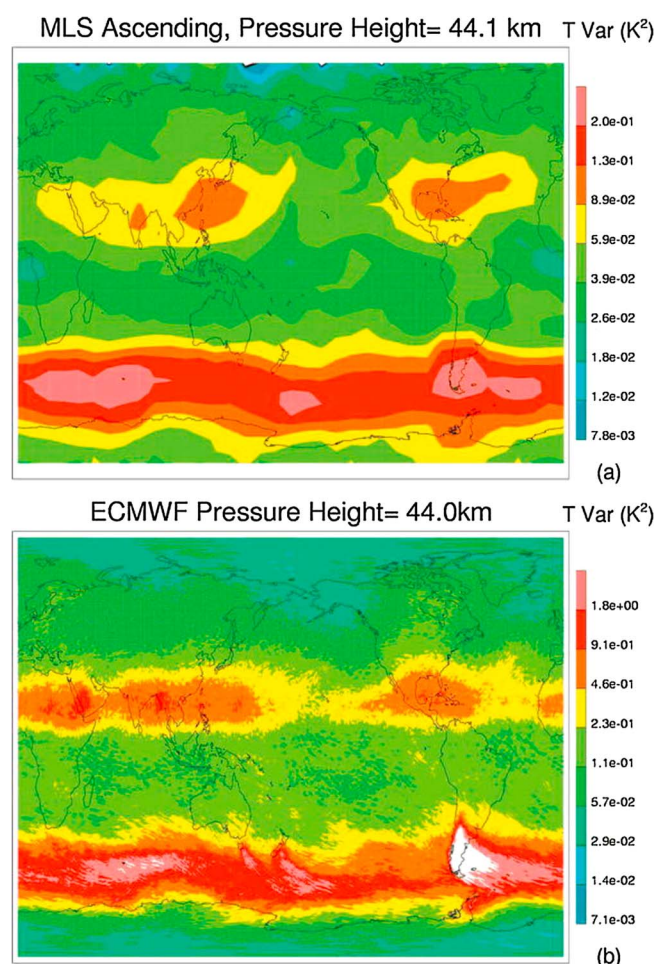 MLS Ascending, Pressure Height= 44.1 km T Var (K²)
2.0e-01
1.3e-01
8.9e-02
5.9e-02
3.9e-02
2.6e-02
1.8e-02
1.2e-02
7.8e-03
(a)
ECMWF Pressure Height= 44.0km T Var (K²)
1.8e+00
9.1e-01
4.6e-01
2.3e-01
1.1e-01
5.7e-02
2.9e-02
1.4e-02
7.1e-03
(b)